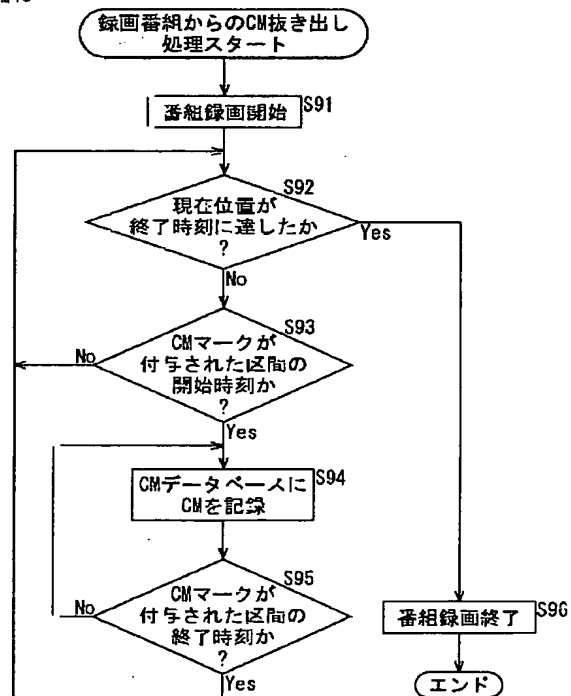 録画番組からのCM抜き出し
処理スタート
番組録画開始
S91
S92
現在位置が
終了時刻に達したか
?
Yes
No
S93
CMマークが
付与された区間の
開始時刻か
?
No
Yes
CMデータベースに
CMを記録
S94
S95
CMマークが
付与された区間の
終了時刻か
?
No
Yes
番組録画終了
S96
エンド